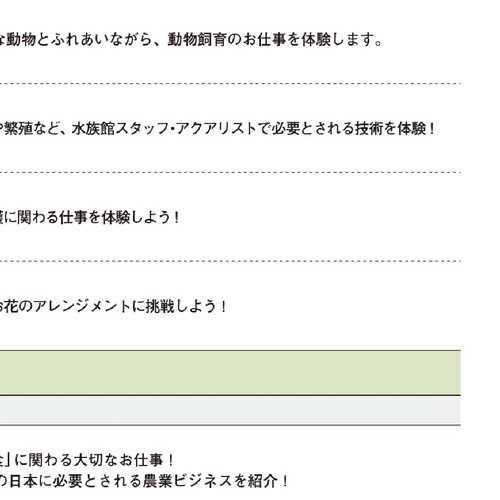 な動物とふれあいながら、動物飼育のお仕事を体験します。
や繁殖など、水族館スタッフ・アクアリストで必要とされる技術を体験！
に関わる仕事を体験しよう！
お花のアレンジメントに挑戦しよう！
」に関わる大切なお仕事！
の日本に必要とされる農業ビジネスを紹介！